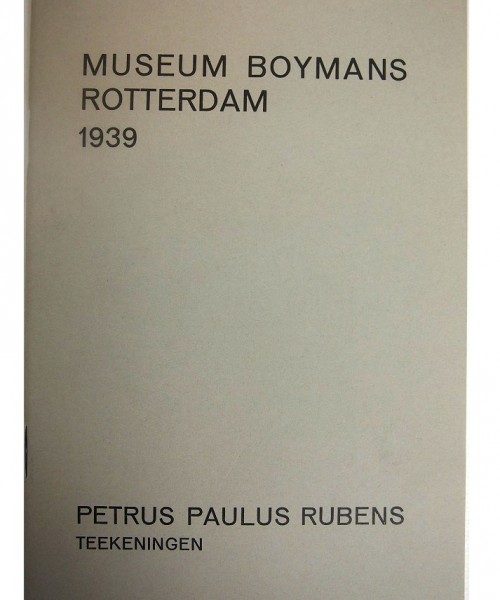 MUSEUM BOYMANS
ROTTERDAM
1939
PETRUS PAULUS RUBENS
TEEKENINGEN